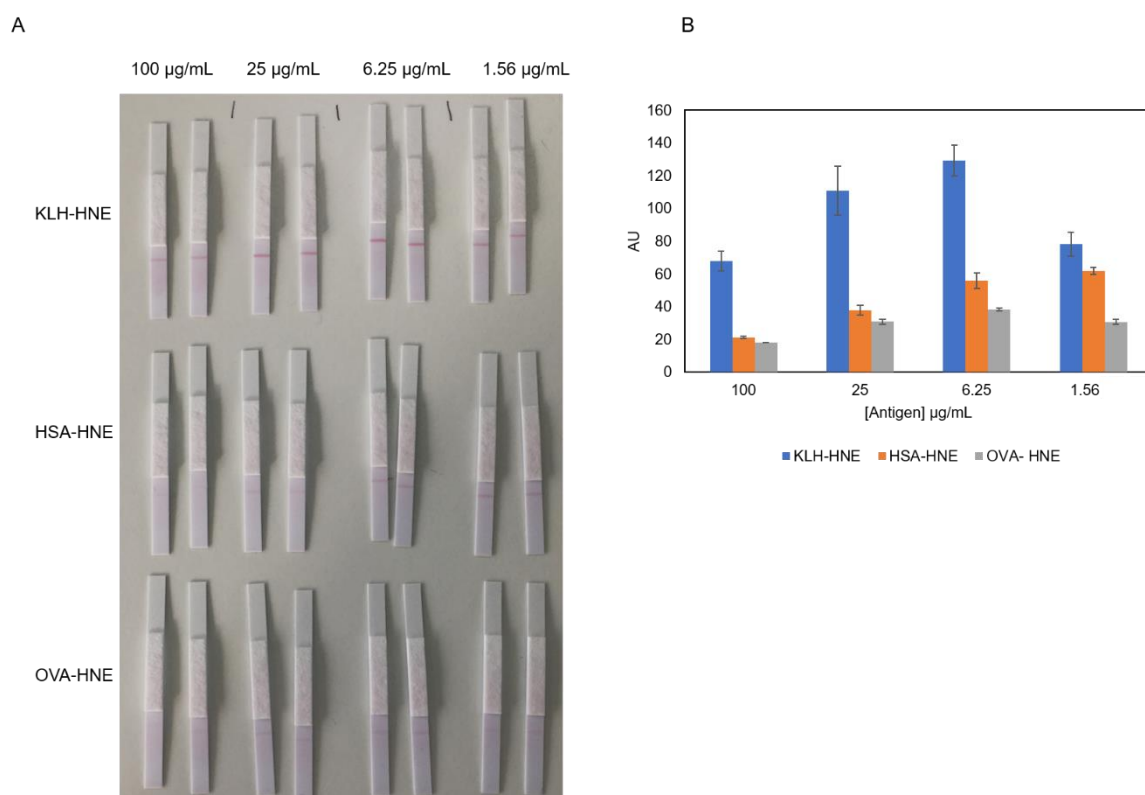 A
100 µg/mL 25 µg/mL 6.25 µg/mL 1.56 µg/mL
KLH-HNE
HSA-HNE
OVA-HNE
B
160
140
120
100
80
60
40
20
0
AU
100 25 6.25 1.56
[Antigen] µg/mL
KLH-HNE HSA-HNE OVA- HNE